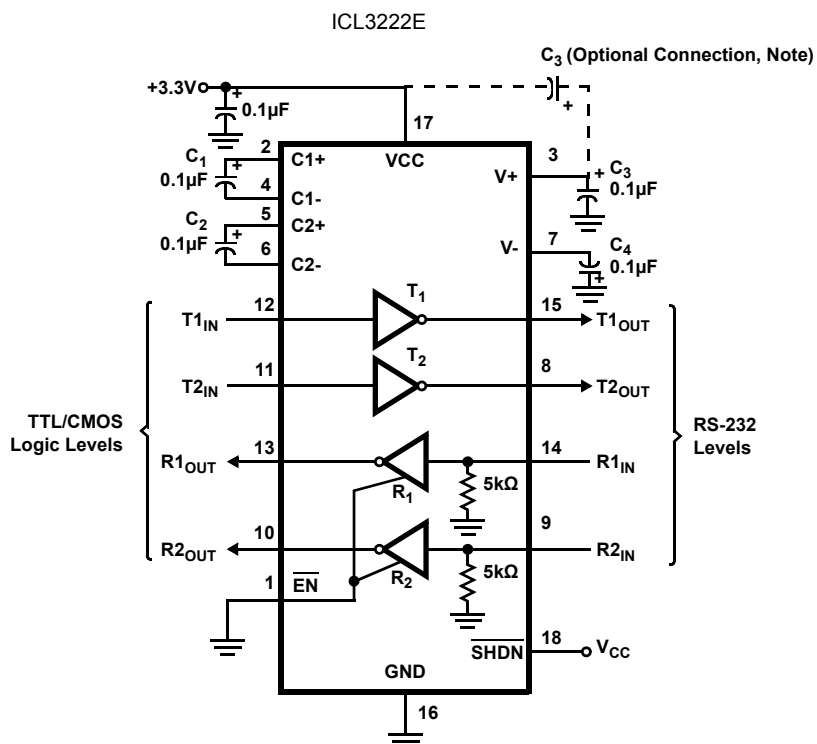 ICL3222E
C3 (Optional Connection, Note)
+3.3V
+
0.1µF
+
17
2
C1+
VCC
3
C1
0.1µF
+
4
C1-
V+
+
C3
0.1µF
5
C2+
C2
0.1µF
+
6
C2-
7
V-
C4
0.1µF
+
T1
12
15
T1IN
T1OUT
T2
11
8
T2IN
T2OUT
TTL/CMOS
Logic Levels
RS-232
Levels
13
14
R1OUT
R1IN
5kΩ
R1
10
9
R2OUT
R2IN
1
EN
R2
5kΩ
SHDN
18
VCC
GND
16